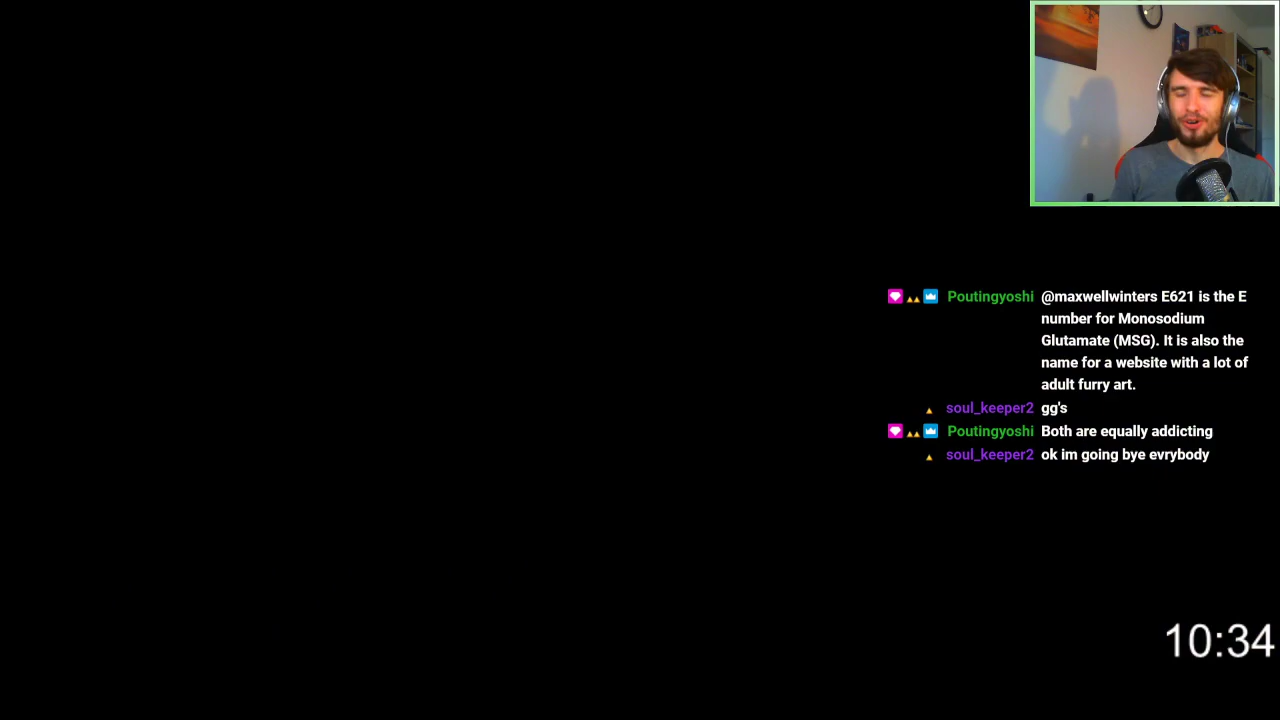 Poutingyoshi @maxwellwinters E621 is the E
number for Monosodium
Glutamate (MSG). It is also the
name for a website with a lot of
adult furry art.
soul_keeper2 gg's
Poutingyoshi Both are equally addicting
soul_keeper2 ok im going bye evrybody
10:34